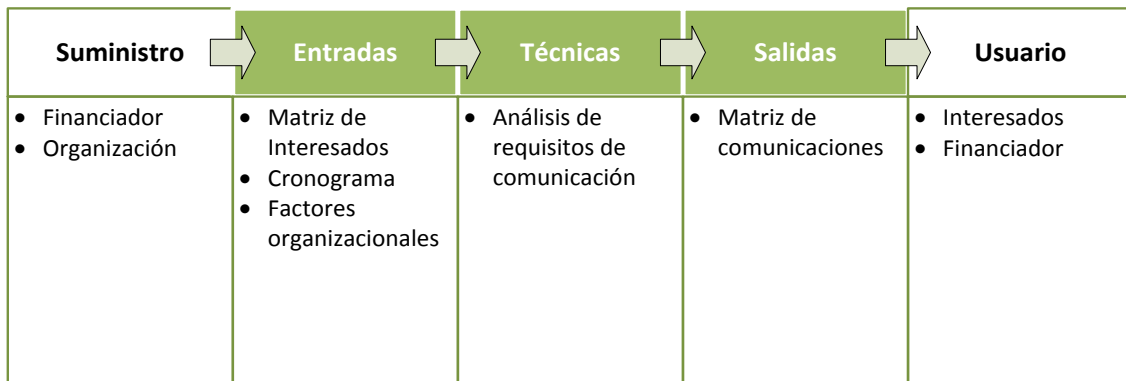 Suministro
Entradas
Técnicas
Salidas
Usuario
• Financiador
• Organización
• Matriz de
Interesados
• Cronograma
• Factores
organizacionales
• Análisis de
requisitos de
comunicación
• Matriz de
comunicaciones
• Interesados
• Financiador